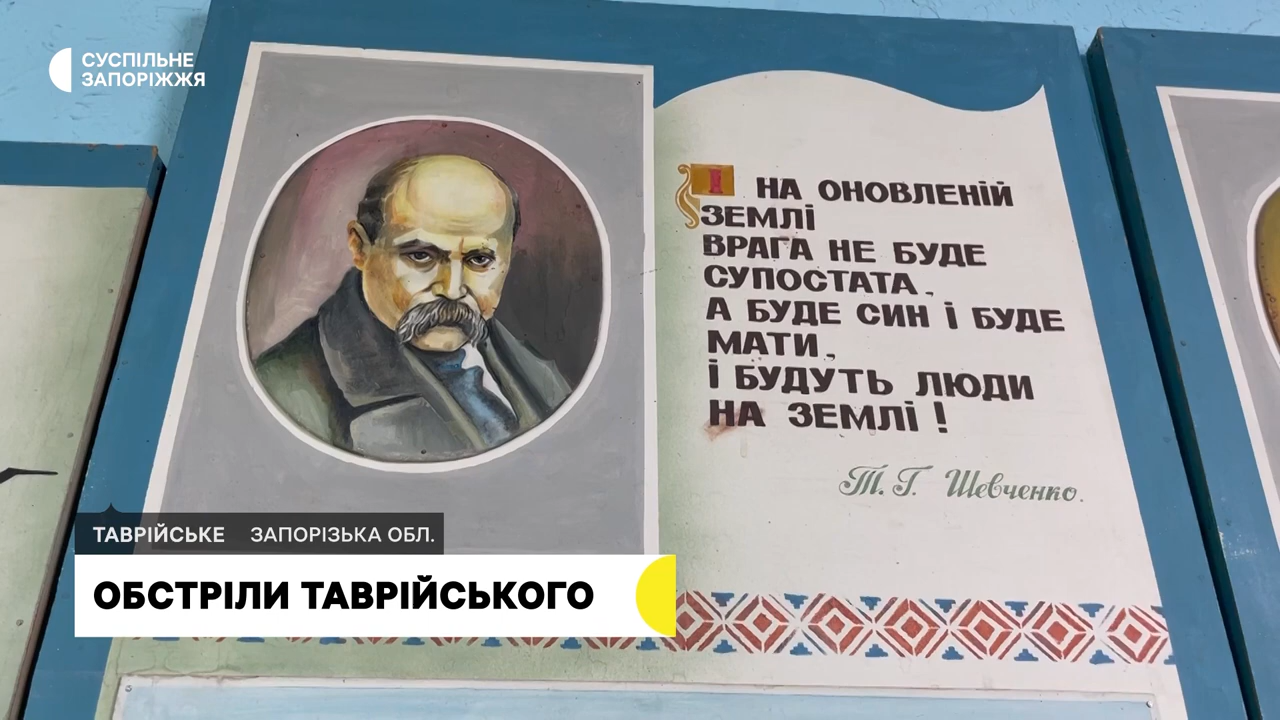 СУСПІЛЬНЕ
ЗАПОРІЖЖЯ
І НА ОНОВЛЕНІЙ
ЗЕМЛІ
ВРАГА НЕ БУДЕ
СУПОСТАТА,
А БУДЕ СИН І БУДЕ
МАТИ,
І БУДУТЬ ЛЮДИ
НА ЗЕМЛІ!
Т. Г. Шевченко.
ТАВРІЙСЬКЕ ЗАПОРІЗЬКА ОБЛ.
ОБСТРІЛИ ТАВРІЙСЬКОГО